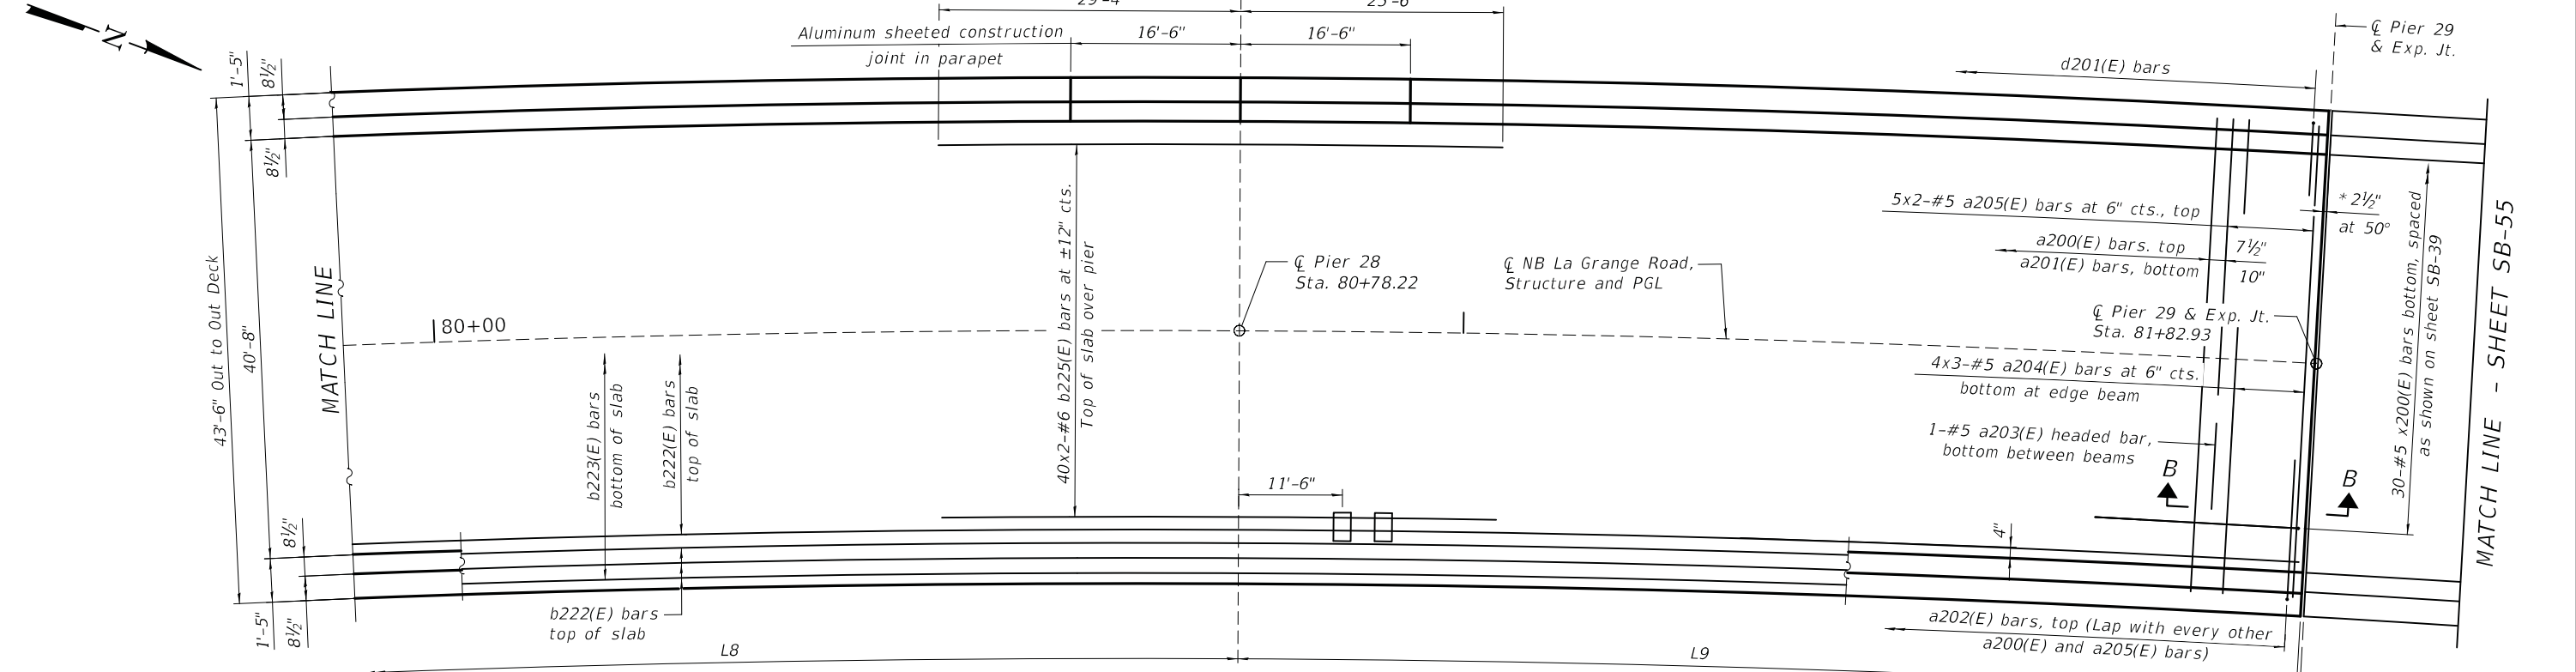 N
29'-4"
25'-6"
Aluminum sheeted construction
joint in parapet
16'-6"
16'-6"
℄ Pier 29
& Exp. Jt.
d201(E) bars
1'-5"
8½"
8½"
43'-6" Out to Out Deck
40'-8"
MATCH LINE
80+00
40x2-#6 b225(E) bars at ±12" cts.
Top of slab over pier
℄ Pier 28
Sta. 80+78.22
℄ NB La Grange Road,
Structure and PGL
5x2-#5 a205(E) bars at 6" cts., top
a200(E) bars. top
a201(E) bars, bottom
7½"
10"
* 2½"
at 50°
℄ Pier 29 & Exp. Jt.
Sta. 81+82.93
4x3-#5 a204(E) bars at 6" cts.
bottom at edge beam
1-#5 a203(E) headed bar,
bottom between beams
30-#5 x200(E) bars bottom, spaced
as shown on sheet SB-39
MATCH LINE - SHEET SB-55
b223(E) bars
bottom of slab
b222(E) bars
top of slab
11'-6"
B
B
4"
8½"
1'-5"
8½"
b222(E) bars
top of slab
a202(E) bars, top (Lap with every other
a200(E) and a205(E) bars)
L8
L9